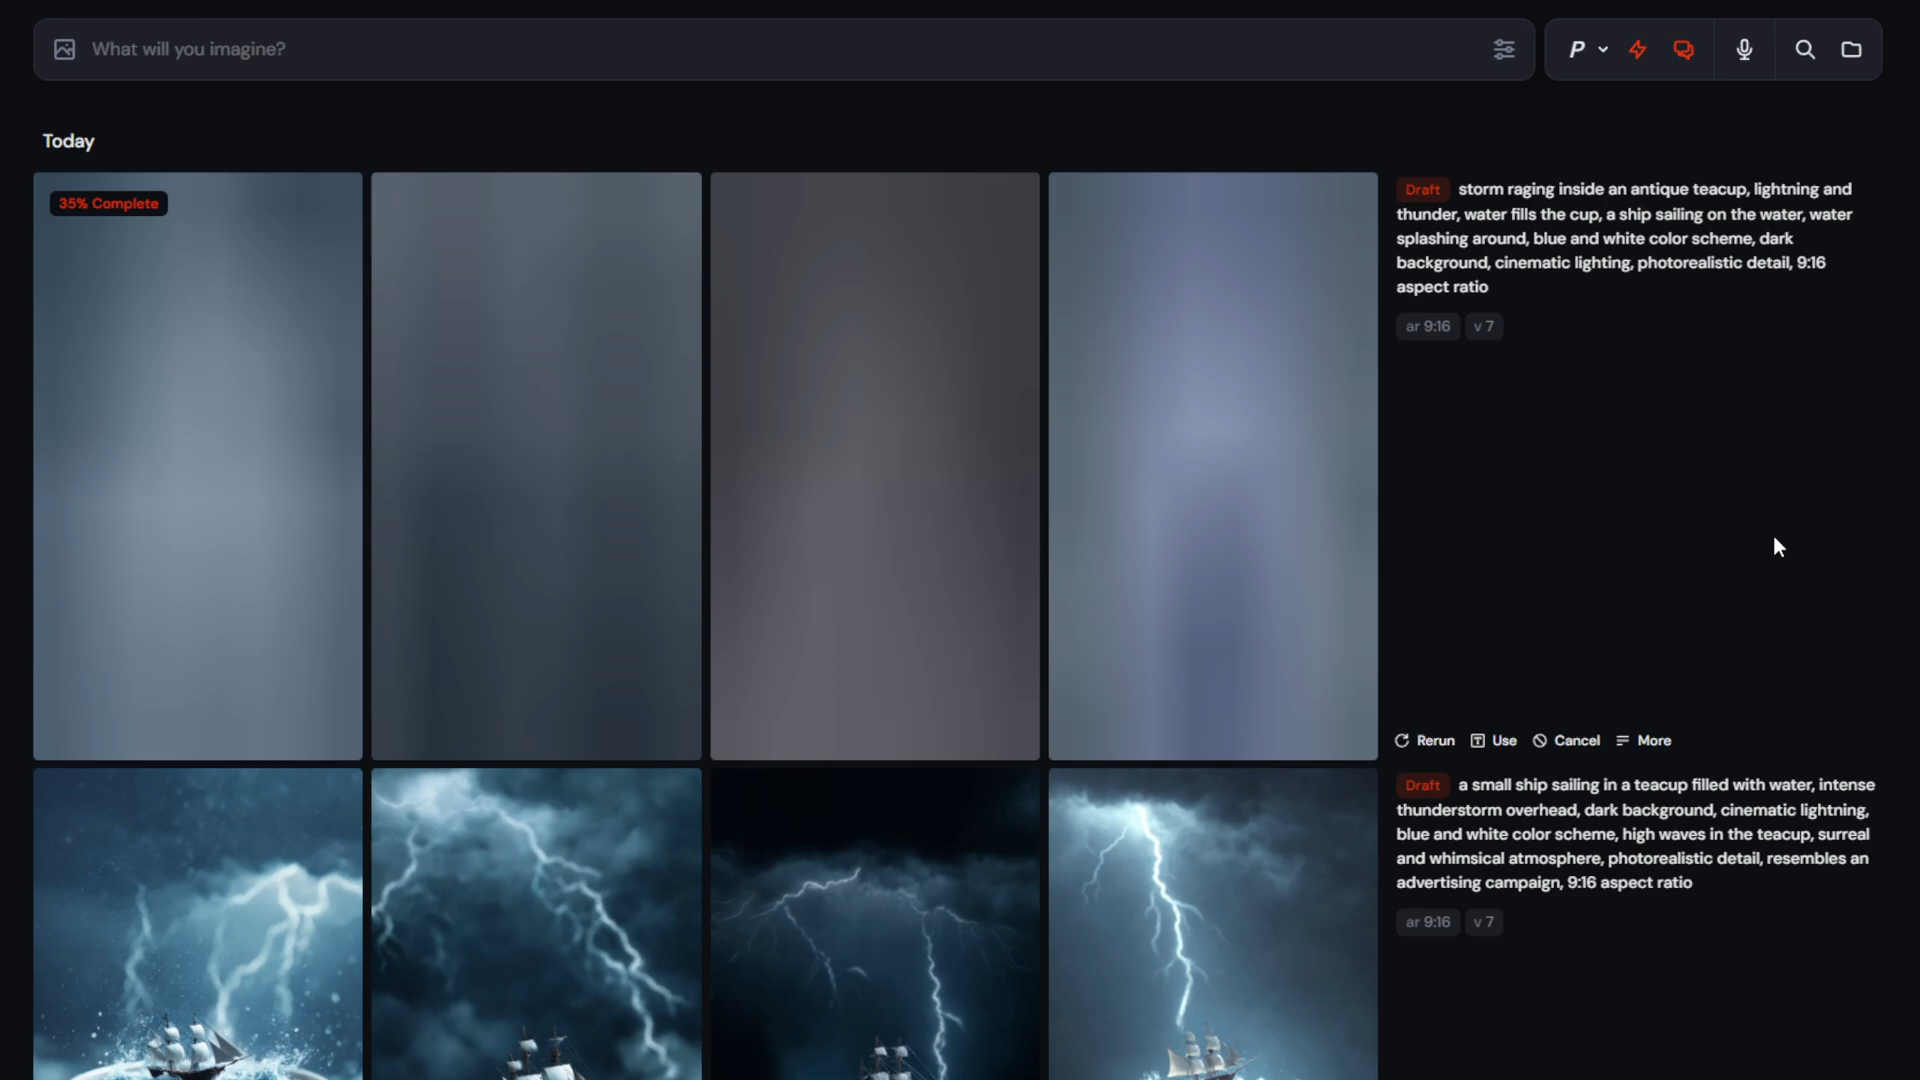 What will you imagine?
P
Today
35% Complete
Draft storm raging inside an antique teacup, lightning and
thunder, water fills the cup, a ship sailing on the water, water
splashing around, blue and white color scheme, dark
background, cinematic lighting, photorealistic detail, 9:16
aspect ratio
ar 9:16 v 7
Rerun Use Cancel More
Draft a small ship sailing in a teacup filled with water, intense
thunderstorm overhead, dark background, cinematic lightning,
blue and white color scheme, high waves in the teacup, surreal
and whimsical atmosphere, photorealistic detail, resembles an
advertising campaign, 9:16 aspect ratio
ar 9:16 v 7